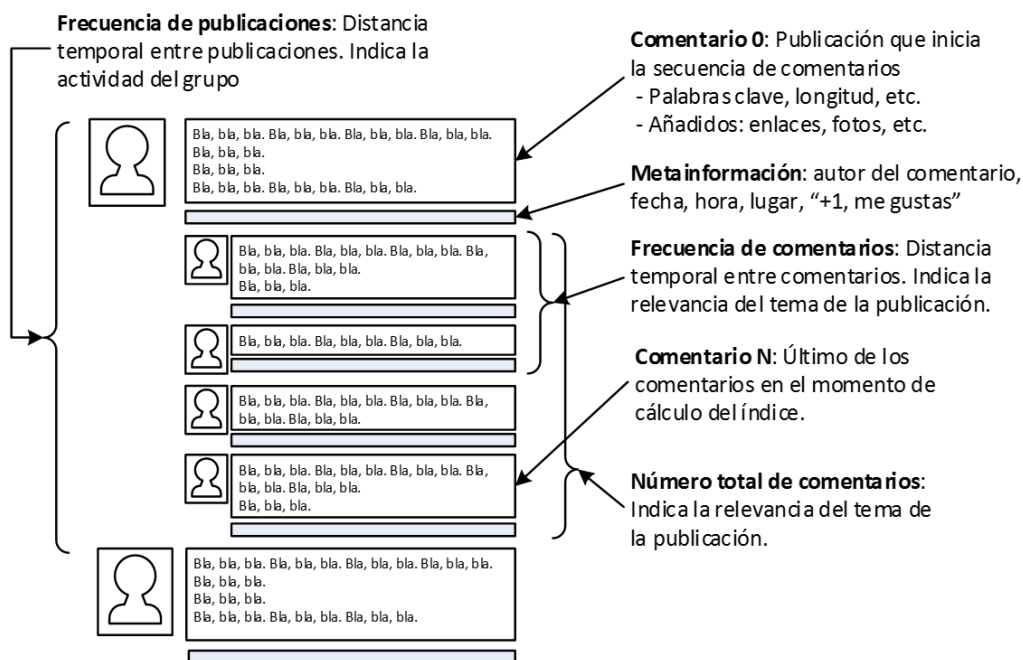 Frecuencia de publicaciones: Distancia
temporal entre publicaciones. Indica la
actividad del grupo
Comentario 0: Publicación que inicia
la secuencia de comentarios
- Palabras clave, longitud, etc.
- Añadidos: enlaces, fotos, etc.
Bla, bla, bla. Bla, bla, bla. Bla, bla, bla. Bla, bla, bla.
Bla, bla, bla.
Bla, bla, bla.
Bla, bla, bla. Bla, bla, bla. Bla, bla, bla.
Metainformación: autor del comentario,
fecha, hora, lugar, “+1, me gustas”
Bla, bla, bla. Bla, bla, bla. Bla, bla, bla. Bla,
bla, bla. Bla, bla, bla.
Bla, bla, bla.
Frecuencia de comentarios: Distancia
temporal entre comentarios. Indica la
relevancia del tema de la publicación.
Bla, bla, bla. Bla, bla, bla. Bla, bla, bla.
Comentario N: Último de los
comentarios en el momento de
cálculo del índice.
Bla, bla, bla. Bla, bla, bla. Bla, bla, bla. Bla,
bla, bla. Bla, bla, bla.
Bla, bla, bla. Bla, bla, bla. Bla, bla, bla. Bla,
bla, bla. Bla, bla, bla.
Bla, bla, bla.
Número total de comentarios:
Indica la relevancia del tema de
la publicación.
Bla, bla, bla. Bla, bla, bla. Bla, bla, bla. Bla, bla, bla.
Bla, bla, bla.
Bla, bla, bla.
Bla, bla, bla. Bla, bla, bla. Bla, bla, bla.